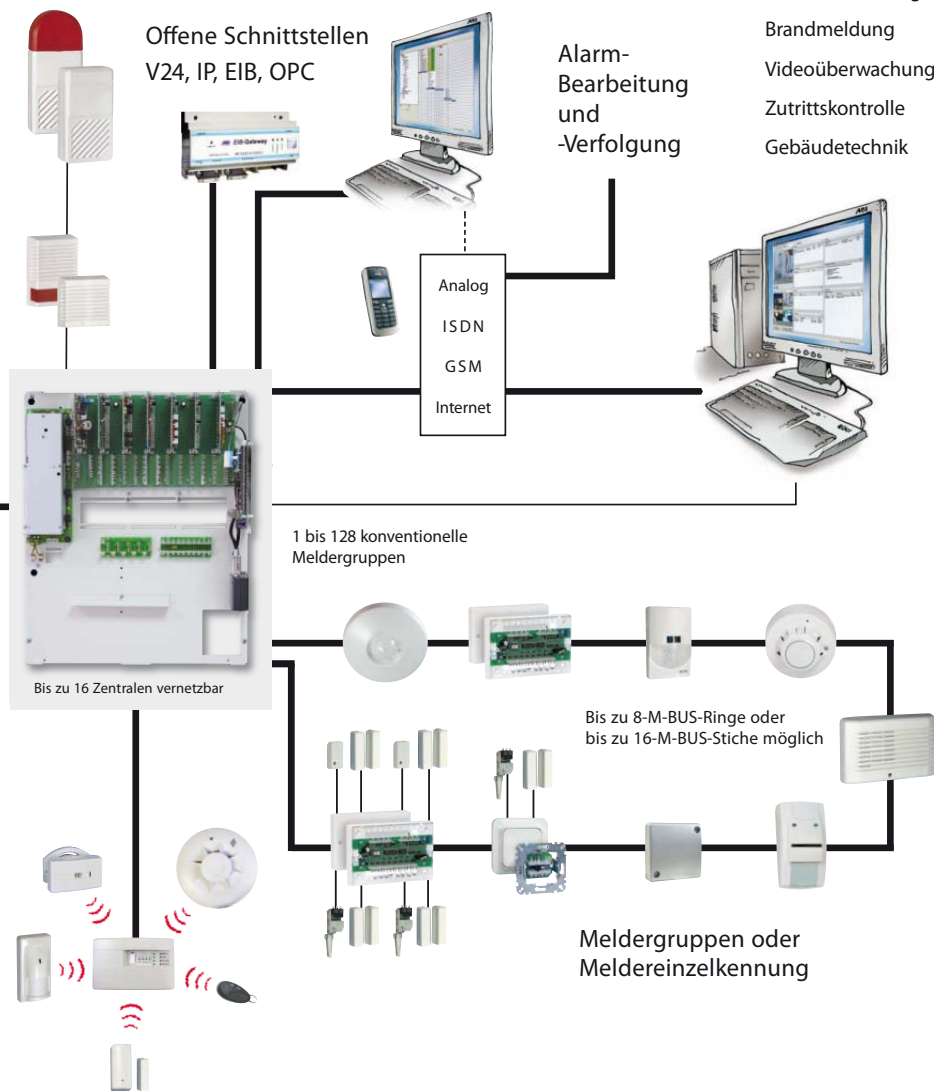 Offene Schnittstellen
V24, IP, EIB, OPC
EIB-Gateway
Alarm-
Bearbeitung
und
-Verfolgung
Brandmeldung
Videoüberwachung
Zutrittskontrolle
Gebäudetechnik
Analog
ISDN
GSM
Internet
1 bis 128 konventionelle
Meldergruppen
Bis zu 16 Zentralen vernetzbar
Bis zu 8-M-BUS-Ringe oder
bis zu 16-M-BUS-Stiche möglich
Meldergruppen oder
Meldereinzelkennung